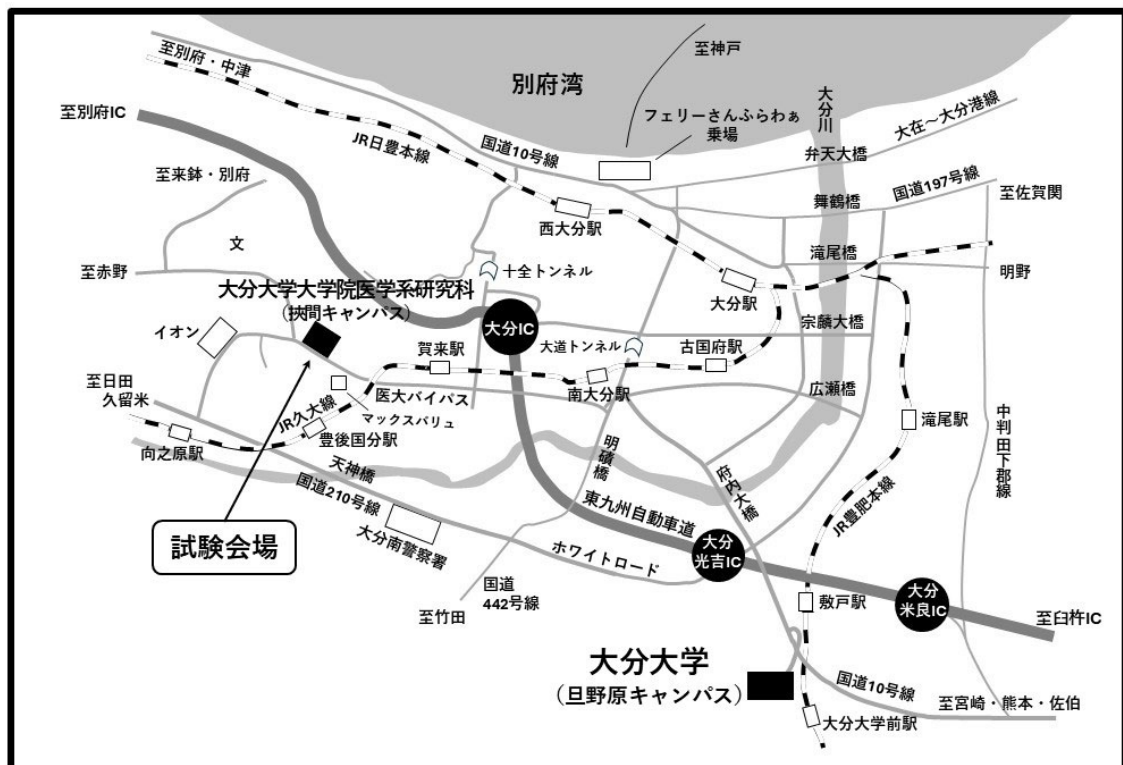 至別府・中津
至神戸
別府湾
大分川
大在～大分港線
フェリーさんふらわぁ
乗場
至別府IC
JR日豊本線
国道10号線
弁天大橋
至来鉢・別府
国道197号線
舞鶴橋
至佐賀関
文
西大分駅
滝尾橋
至赤野
十全トンネル
明野
大分駅
大分大学大学院医学系研究科
(挾間キャンパス)
大分IC
宗麟大橋
イオン
賀来駅
大道トンネル
古国府駅
至日田
久留米
医大バイパス
南大分駅
広瀬橋
JR久大線
マックスバリュ
滝尾駅
中判田下郡線
向之原駅
豊後国分駅
明磧橋
天神橋
府内大橋
国道210号線
東九州自動車道
JR豊肥本線
大分南警察署
試験会場
ホワイトロード
大分
光吉IC
国道
442号線
至竹田
敷戸駅
大分
米良IC
至臼杵IC
大分大学
(旦野原キャンパス)
国道10号線
至宮崎・熊本・佐伯
大分大学前駅